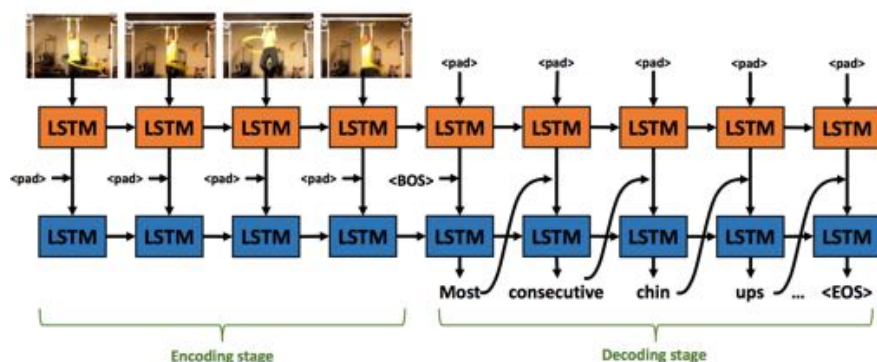 <pad> <pad> <pad> <pad> <pad>
LSTM LSTM LSTM LSTM LSTM LSTM LSTM LSTM LSTM
<pad> <pad> <pad> <pad> <BOS>
LSTM LSTM LSTM LSTM LSTM LSTM LSTM LSTM LSTM
Most consecutive chin ups ... <EOS>
Encoding stage Decoding stage